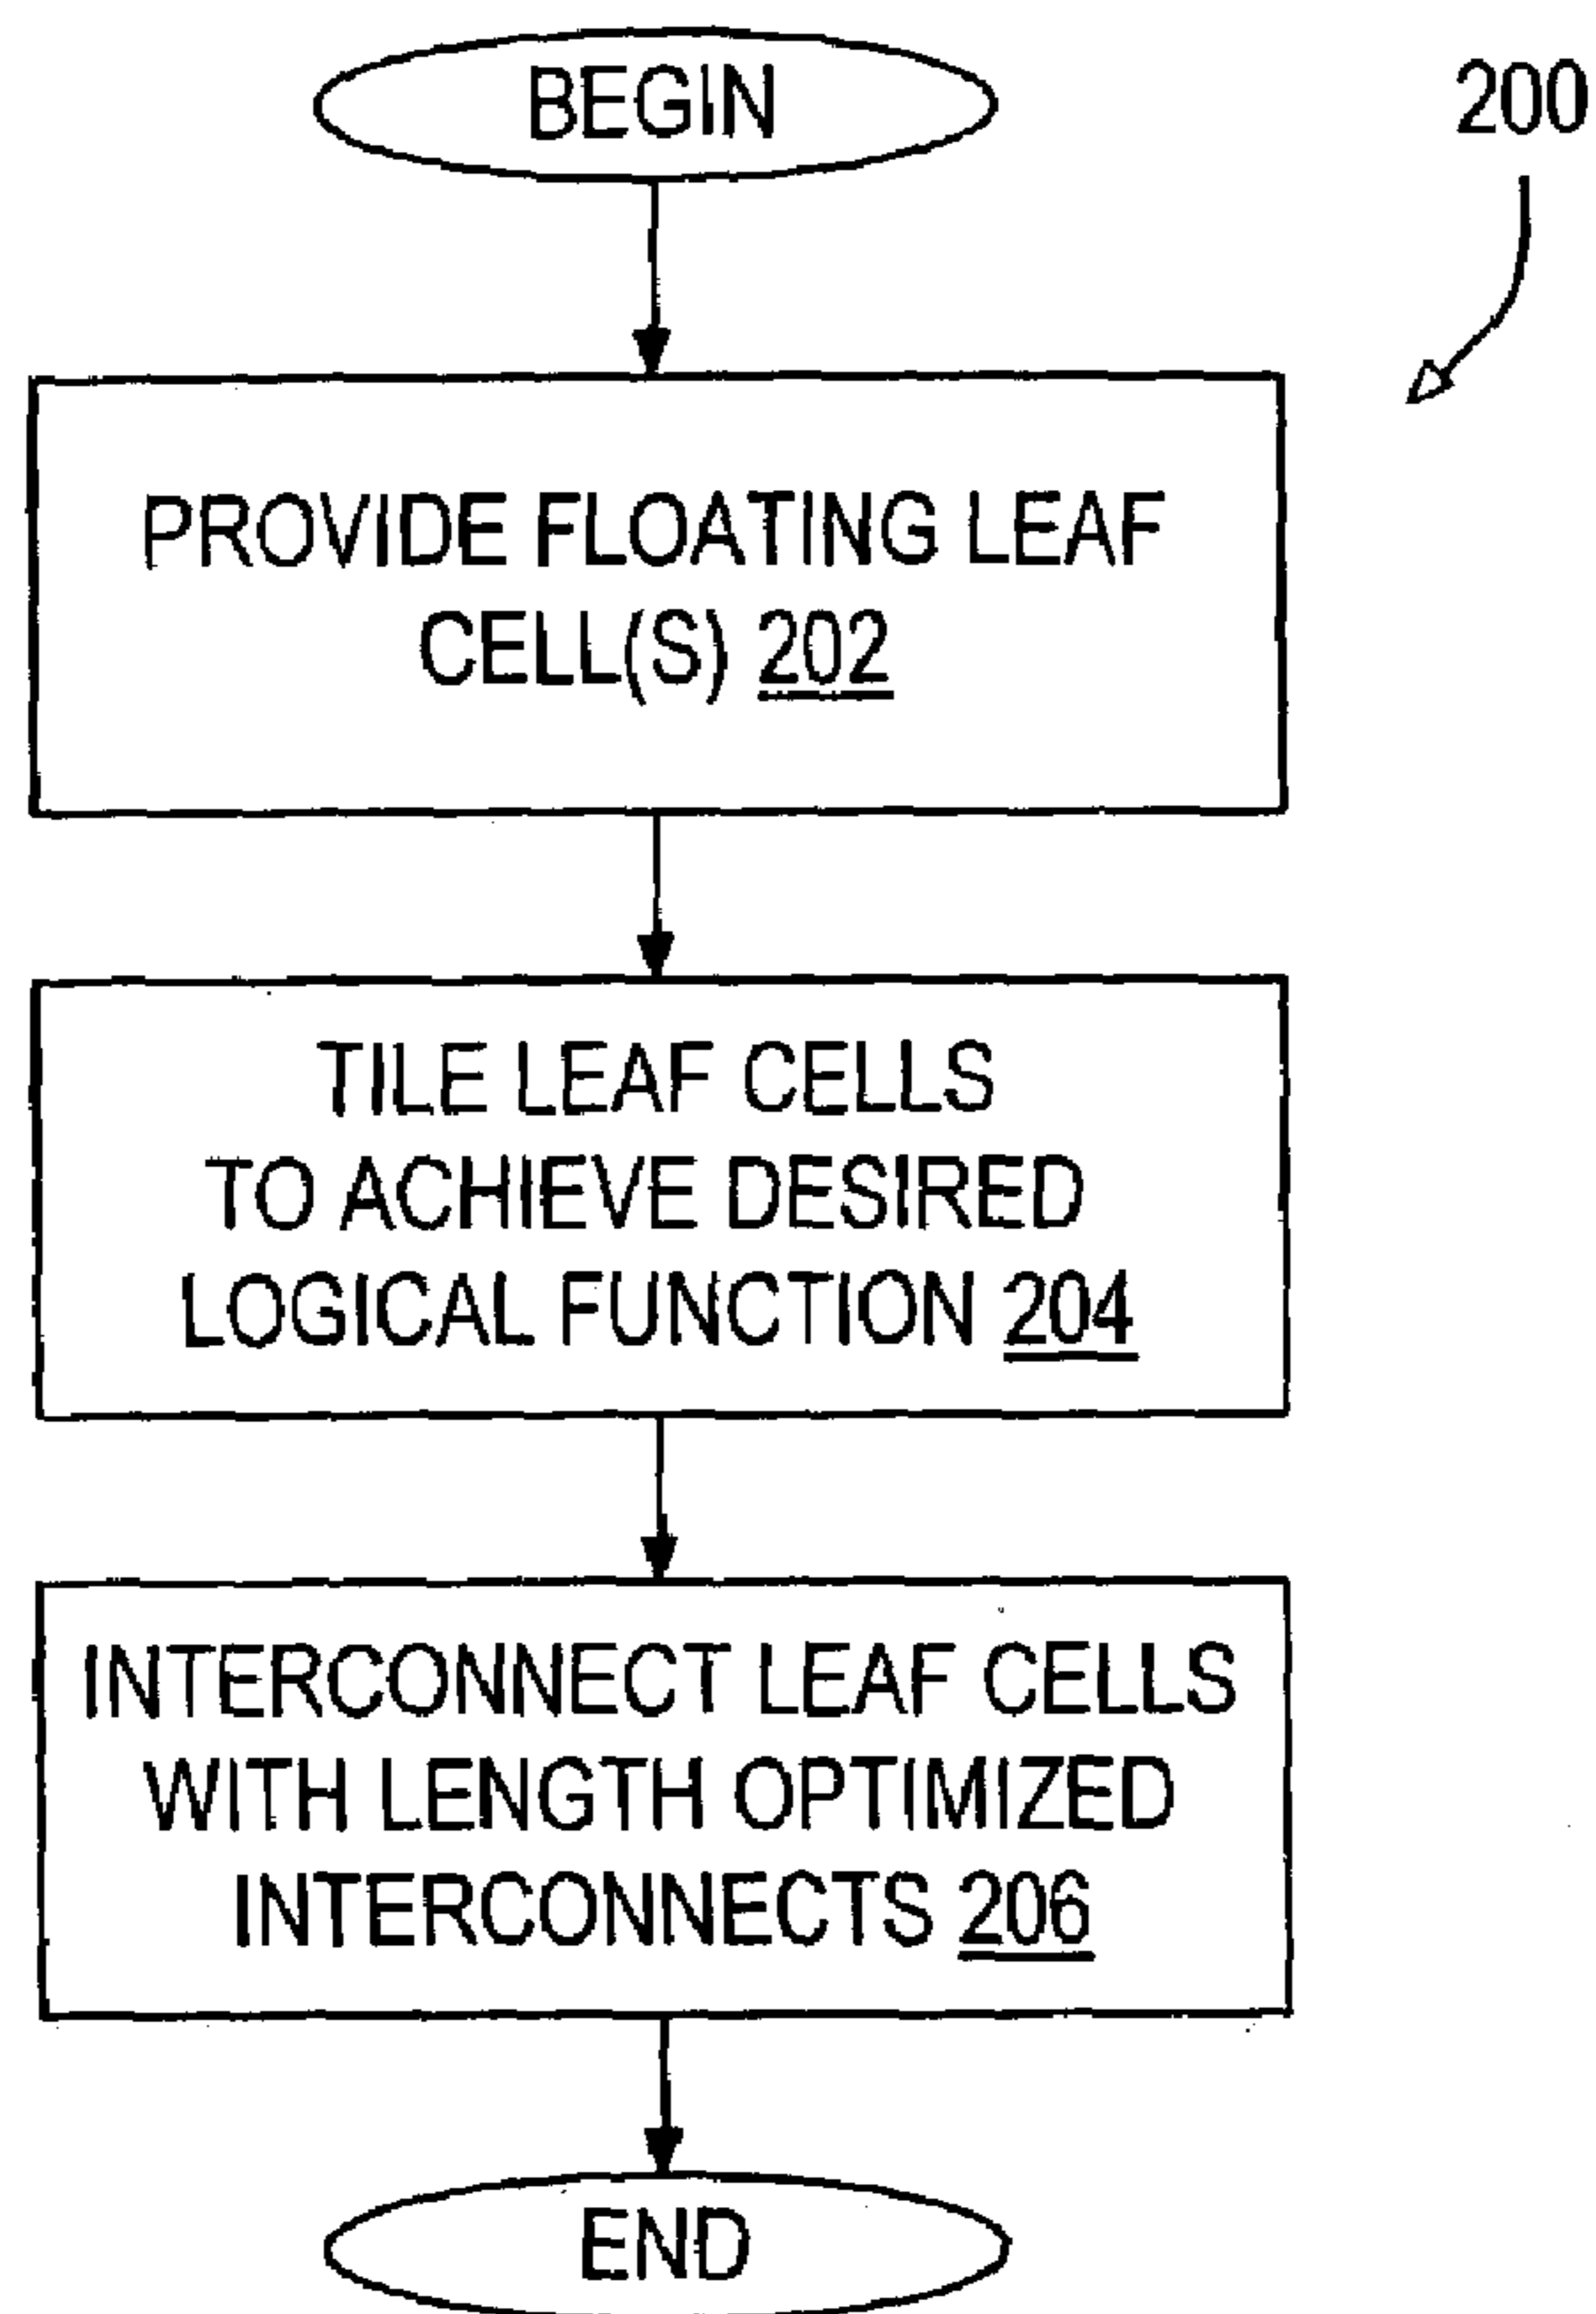 BEGIN
200
PROVIDE FLOATING LEAF
CELL(S) 202
TILE LEAF CELLS
TO ACHIEVE DESIRED
LOGICAL FUNCTION 204
INTERCONNECT LEAF CELLS
WITH LENGTH OPTIMIZED
INTERCONNECTS 206
END